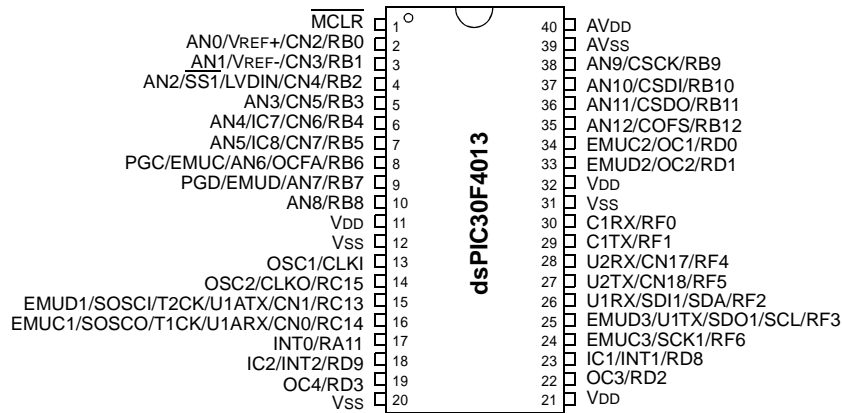 MCLR 1
AN0/VREF+/CN2/RB0 2
AN1/VREF-/CN3/RB1 3
AN2/SS1/LVDIN/CN4/RB2 4
AN3/CN5/RB3 5
AN4/IC7/CN6/RB4 6
AN5/IC8/CN7/RB5 7
PGC/EMUC/AN6/OCFA/RB6 8
PGD/EMUD/AN7/RB7 9
AN8/RB8 10
VDD 11
VSS 12
OSC1/CLKI 13
OSC2/CLKO/RC15 14
EMUD1/SOSCI/T2CK/U1ATX/CN1/RC13 15
EMUC1/SOSCO/T1CK/U1ARX/CN0/RC14 16
INT0/RA11 17
IC2/INT2/RD9 18
OC4/RD3 19
VSS 20
dsPIC30F4013
40 AVDD
39 AVSS
38 AN9/CSCK/RB9
37 AN10/CSDI/RB10
36 AN11/CSDO/RB11
35 AN12/COFS/RB12
34 EMUC2/OC1/RD0
33 EMUD2/OC2/RD1
32 VDD
31 VSS
30 C1RX/RF0
29 C1TX/RF1
28 U2RX/CN17/RF4
27 U2TX/CN18/RF5
26 U1RX/SDI1/SDA/RF2
25 EMUD3/U1TX/SDO1/SCL/RF3
24 EMUC3/SCK1/RF6
23 IC1/INT1/RD8
22 OC3/RD2
21 VDD